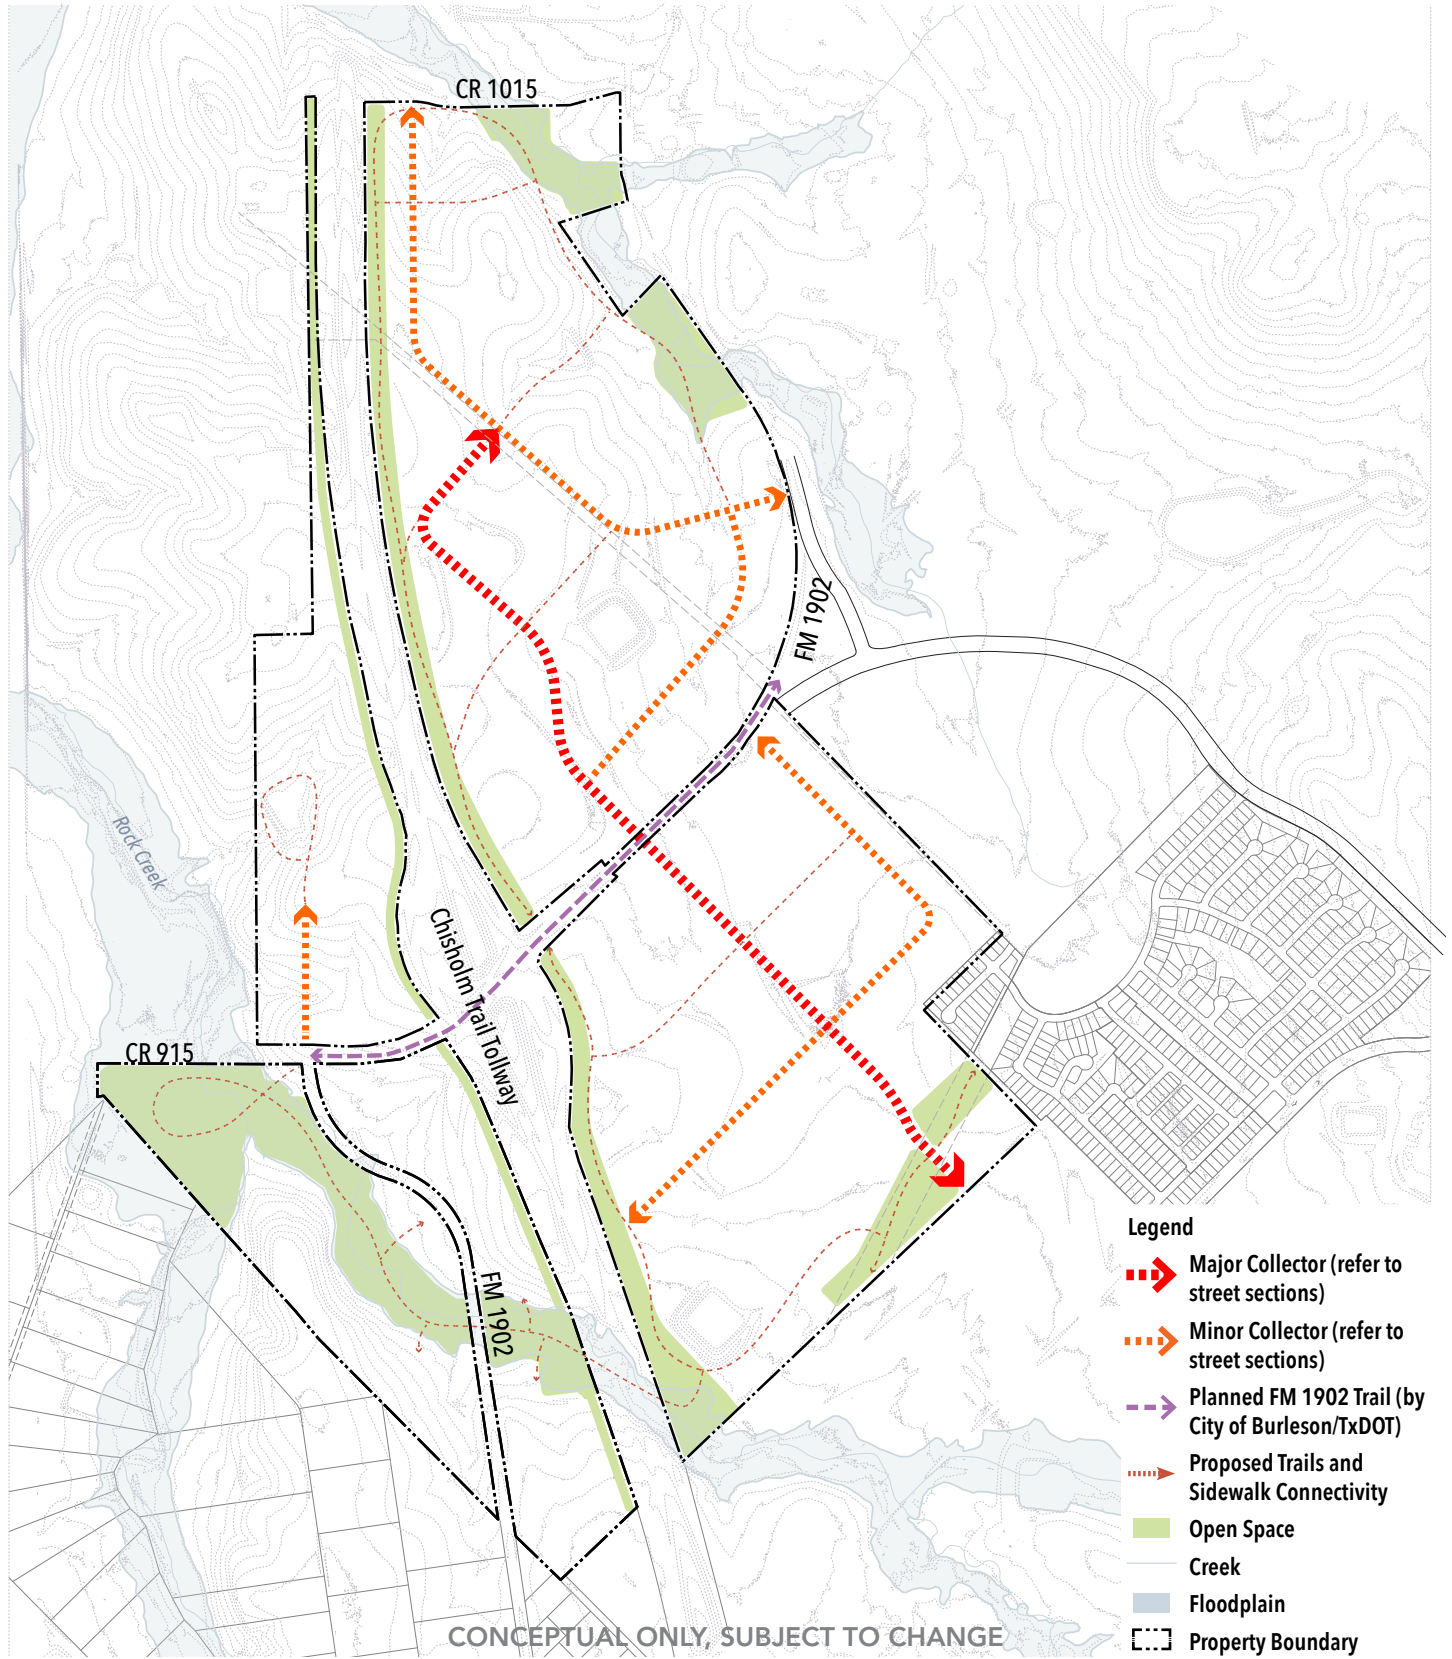 CR 1015
FM 1902
Rock Creek
Chisholm Trail Tollway
CR 915
FM 1902
Legend
Major Collector (refer to
street sections)
Minor Collector (refer to
street sections)
Planned FM 1902 Trail (by
City of Burleson/TxDOT)
Proposed Trails and
Sidewalk Connectivity
Open Space
Creek
Floodplain
Property Boundary
CONCEPTUAL ONLY, SUBJECT TO CHANGE